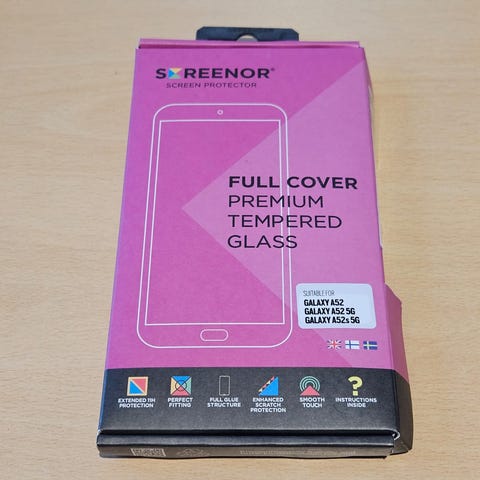 SCREENOR®
SCREEN PROTECTOR
FULL COVER
PREMIUM
TEMPERED
GLASS
SUITABLE FOR
GALAXY A52
GALAXY A52 5G
GALAXY A52s 5G
EXTENDED 11H
PROTECTION
PERFECT
FITTING
FULL GLUE
STRUCTURE
ENHANCED
SCRATCH
PROTECTION
SMOOTH
TOUCH
?
INSTRUCTIONS
INSIDE